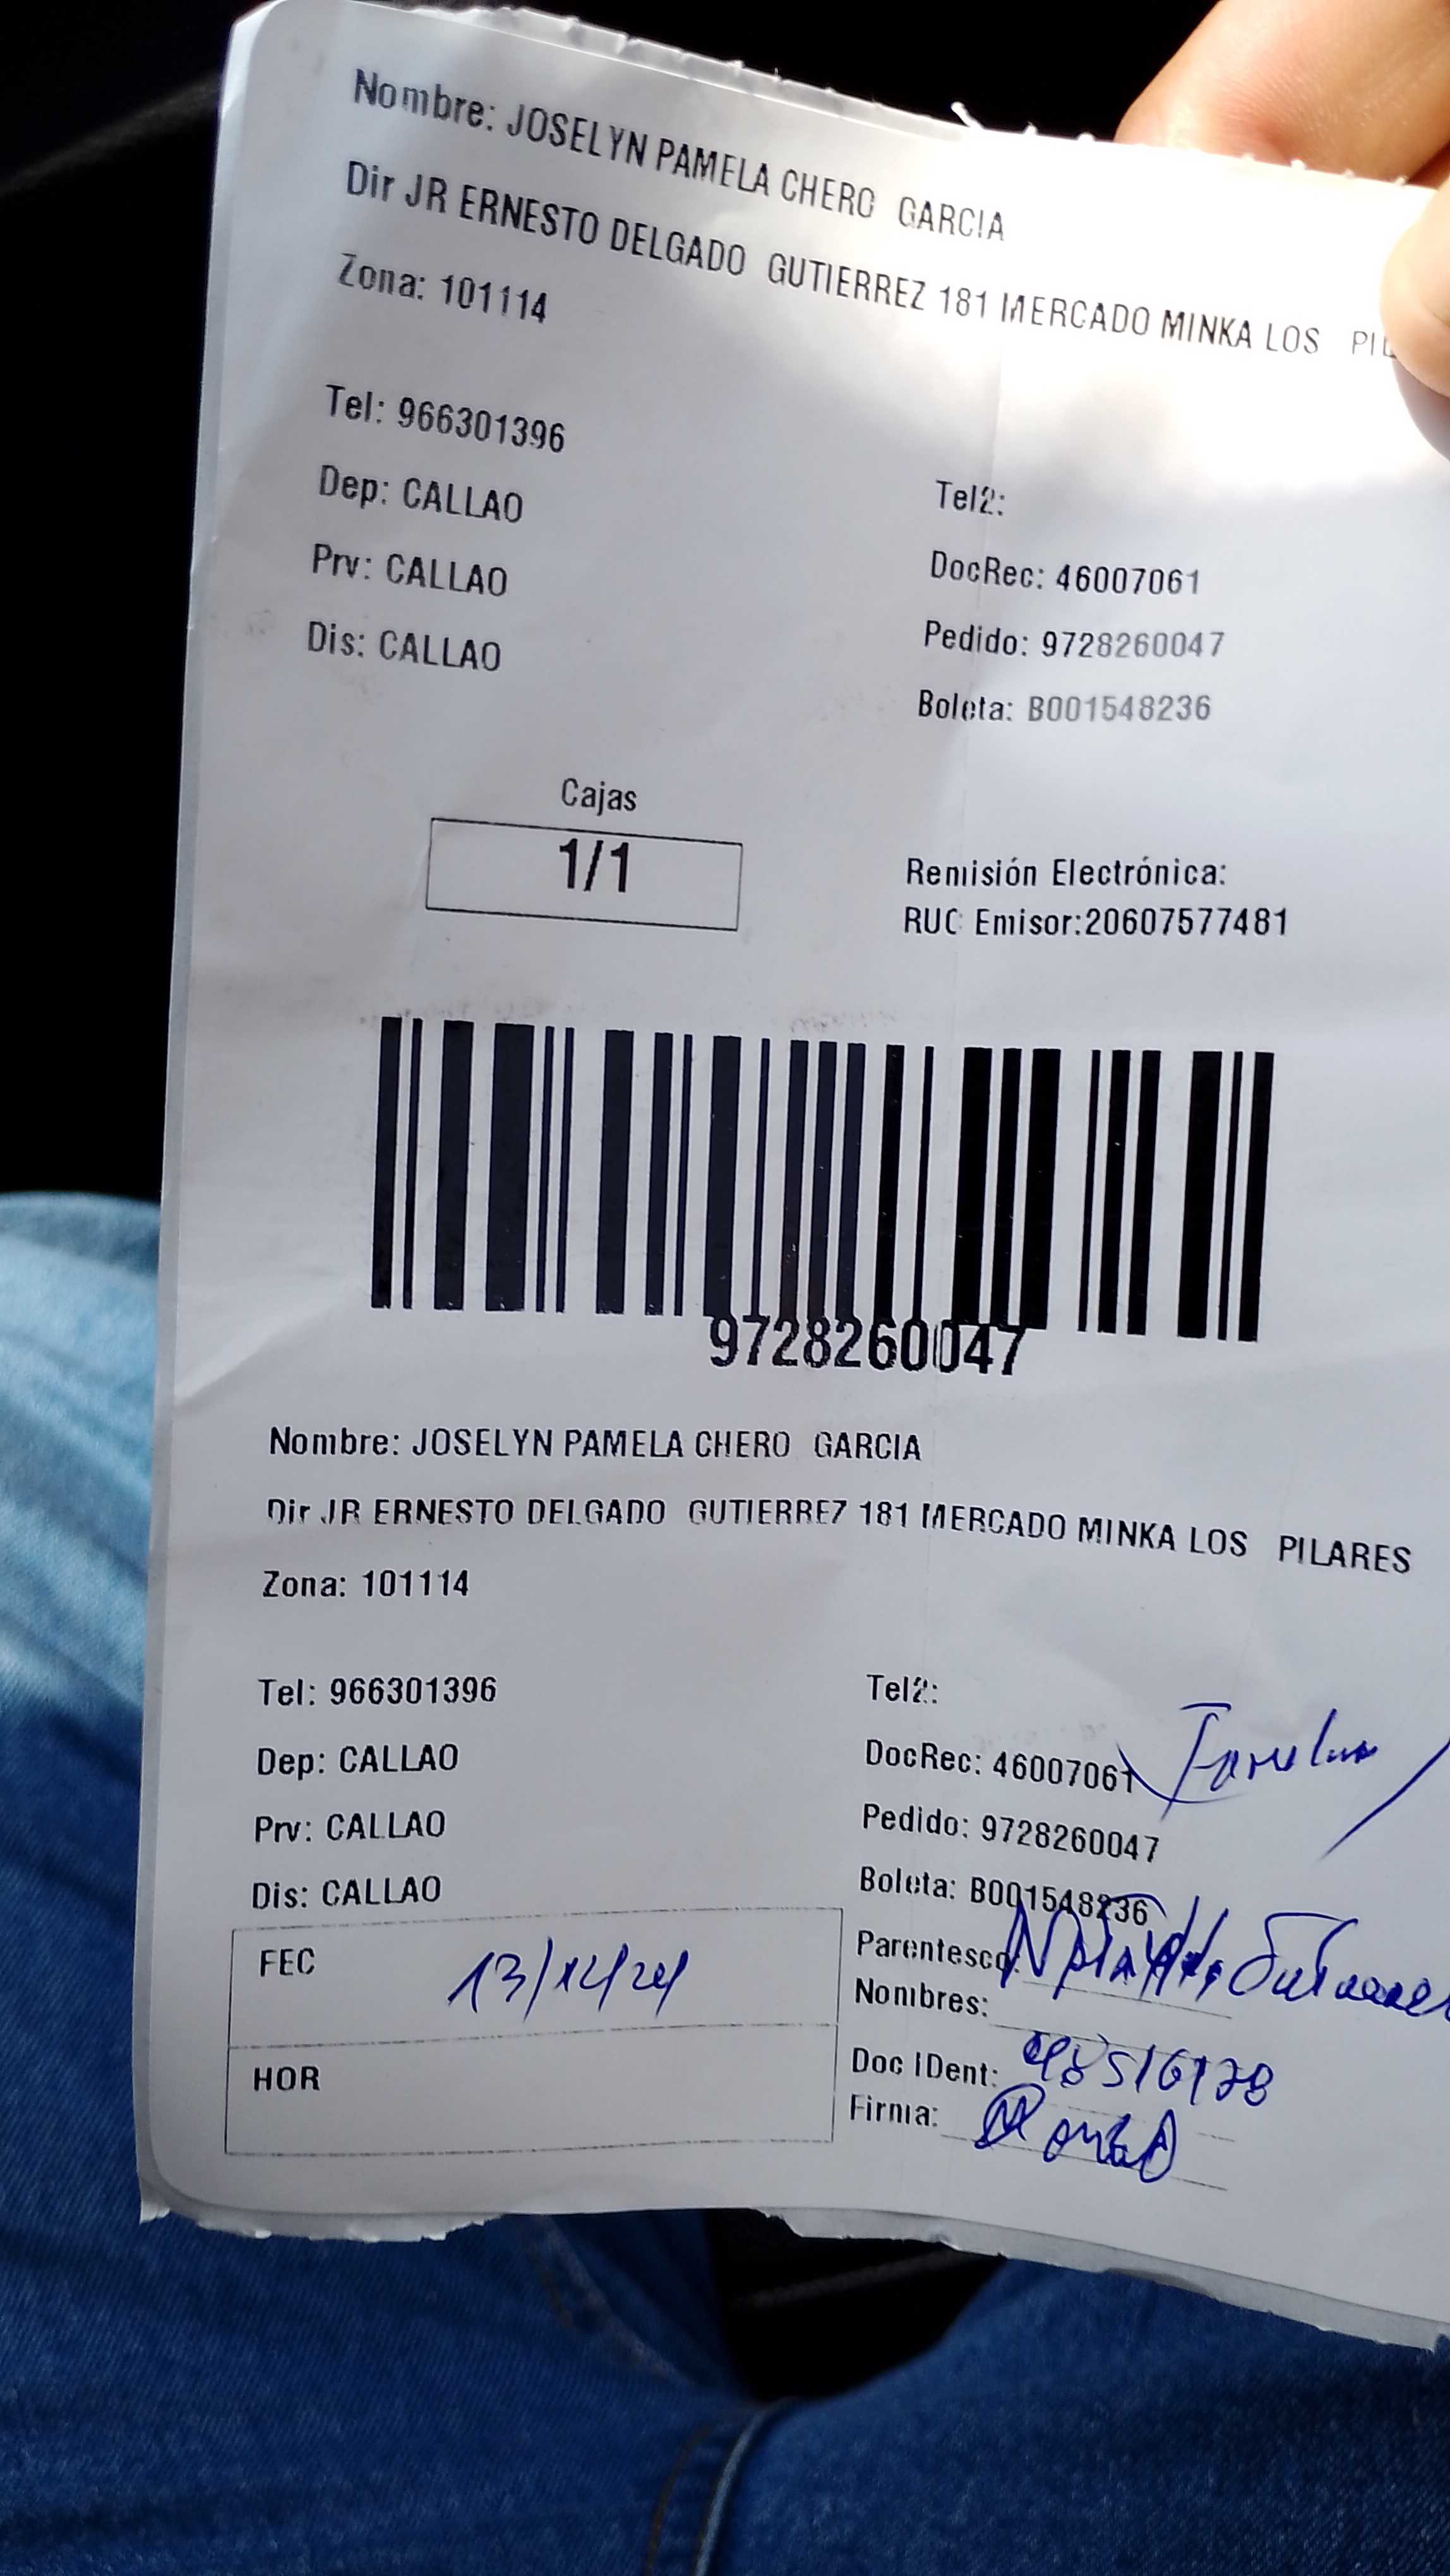 Nombre: JOSELYN PAMELA CHERO GARCIA
Dir JR ERNESTO DELGADO GUTIERREZ 181 MERCADO MINKA LOS PIL
Zona: 101114
Tel: 966301396
Tel2:
Dep: CALLAO
DocRec: 46007061
Prv: CALLAO
Pedido: 9728260047
Dis: CALLAO
Boleta: B001548236
Cajas
1/1
Remisión Electrónica:
RUC Emisor:20607577481
9728260047
Nombre: JOSELYN PAMELA CHERO GARCIA
Dir JR ERNESTO DELGADO GUTIERREZ 181 MERCADO MINKA LOS PILARES
Zona: 101114
Tel: 966301396
Tel2:
Dep: CALLAO
DocRec: 46007061
Prv: CALLAO
Pedido: 9728260047
Dis: CALLAO
Boleta: B001548236
FEC 13/12/24
Parentesco:
Nombres:
HOR
Doc IDent:
Firma: